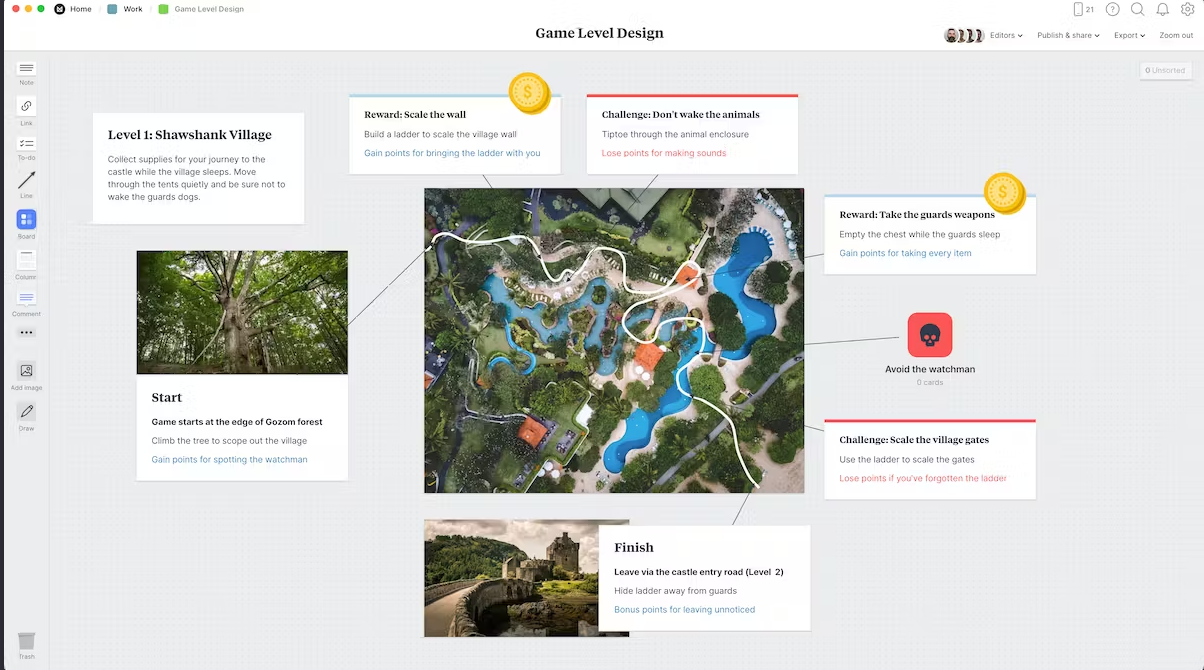 Home
Work
Game Level Design
21
Game Level Design
Editors
Publish & share
Export
Zoom out
0 Unsorted
Note
Link
To-do
Line
Board
Column
Comment
Add image
Draw
Trash
Level 1: Shawshank Village
Collect supplies for your journey to the
castle while the village sleeps. Move
through the tents quietly and be sure not to
wake the guards dogs.
Reward: Scale the wall
Build a ladder to scale the village wall
Gain points for bringing the ladder with you
Challenge: Don't wake the animals
Tiptoe through the animal enclosure
Lose points for making sounds
Reward: Take the guards weapons
Empty the chest while the guards sleep
Gain points for taking every item
Start
Game starts at the edge of Gozom forest
Climb the tree to scope out the village
Gain points for spotting the watchman
Avoid the watchman
0 cards
Challenge: Scale the village gates
Use the ladder to scale the gates
Lose points if you've forgotten the ladder
Finish
Leave via the castle entry road (Level 2)
Hide ladder away from guards
Bonus points for leaving unnoticed